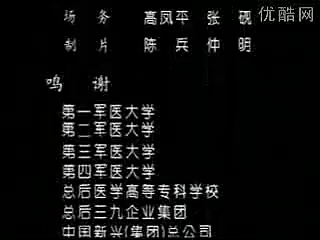 优酷网
场 务 高凤平 张 砚
制 片 陈 兵 仲 明
鸣 谢
第一军医大学
第二军医大学
第三军医大学
第四军医大学
总后医学高等专科学校
总后三九企业集团
中国新兴(集团)总公司